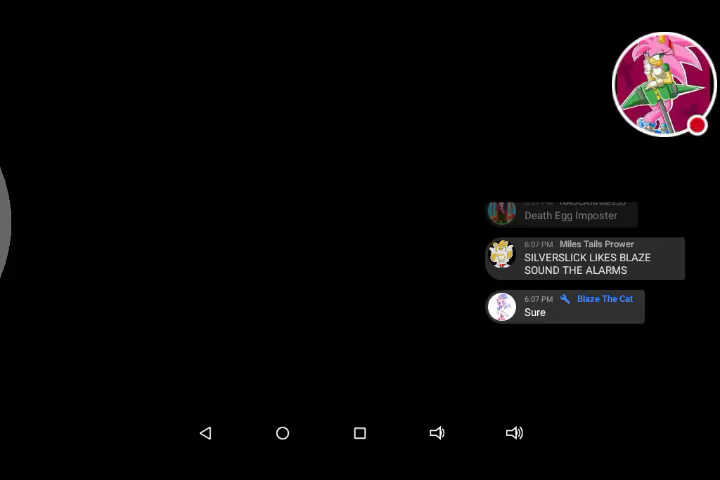 Death Egg Imposter
6:07 PM Miles Tails Prower
SILVERSLICK LIKES BLAZE
SOUND THE ALARMS
6:07 PM Blaze The Cat
Sure